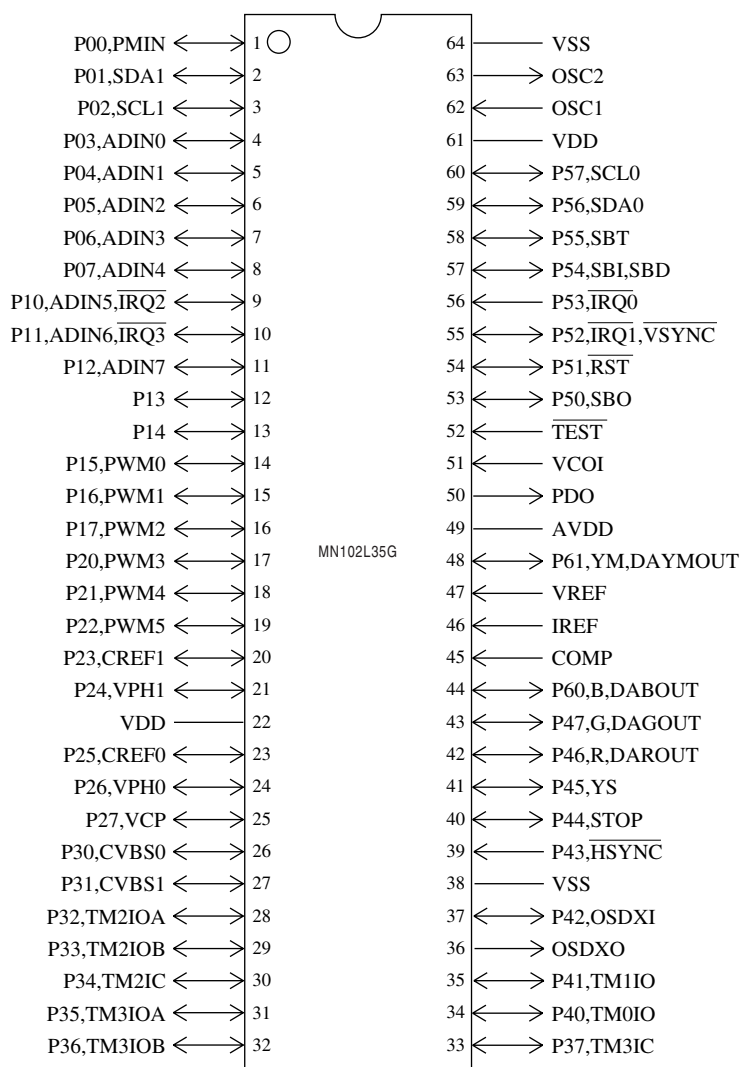 P00,PMIN 1 64 VSS
P01,SDA1 2 63 OSC2
P02,SCL1 3 62 OSC1
P03,ADIN0 4 61 VDD
P04,ADIN1 5 60 P57,SCL0
P05,ADIN2 6 59 P56,SDA0
P06,ADIN3 7 58 P55,SBT
P07,ADIN4 8 57 P54,SBI,SBD
P10,ADIN5,IRQ2 9 56 P53,IRQ0
P11,ADIN6,IRQ3 10 55 P52,IRQ1,VSYNC
P12,ADIN7 11 54 P51,RST
P13 12 53 P50,SBO
P14 13 52 TEST
P15,PWM0 14 51 VCOI
P16,PWM1 15 50 PDO
P17,PWM2 16 49 AVDD
P20,PWM3 17 MN102L35G 48 P61,YM,DAYMOUT
P21,PWM4 18 47 VREF
P22,PWM5 19 46 IREF
P23,CREF1 20 45 COMP
P24,VPH1 21 44 P60,B,DABOUT
VDD 22 43 P47,G,DAGOUT
P25,CREF0 23 42 P46,R,DAROUT
P26,VPH0 24 41 P45,YS
P27,VCP 25 40 P44,STOP
P30,CVBS0 26 39 P43,HSYNC
P31,CVBS1 27 38 VSS
P32,TM2IOA 28 37 P42,OSDXI
P33,TM2IOB 29 36 OSDXO
P34,TM2IC 30 35 P41,TM1IO
P35,TM3IOA 31 34 P40,TM0IO
P36,TM3IOB 32 33 P37,TM3IC